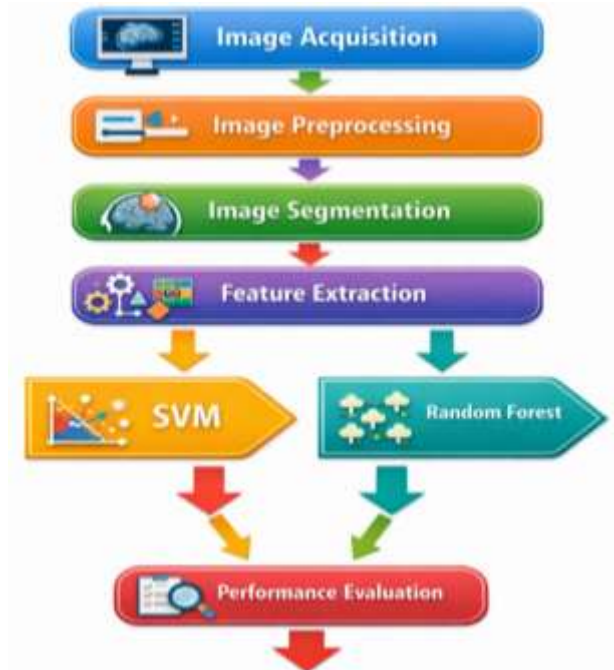 Image Acquisition
Image Preprocessing
Image Segmentation
Feature Extraction
SVM
Random Forest
Performance Evaluation